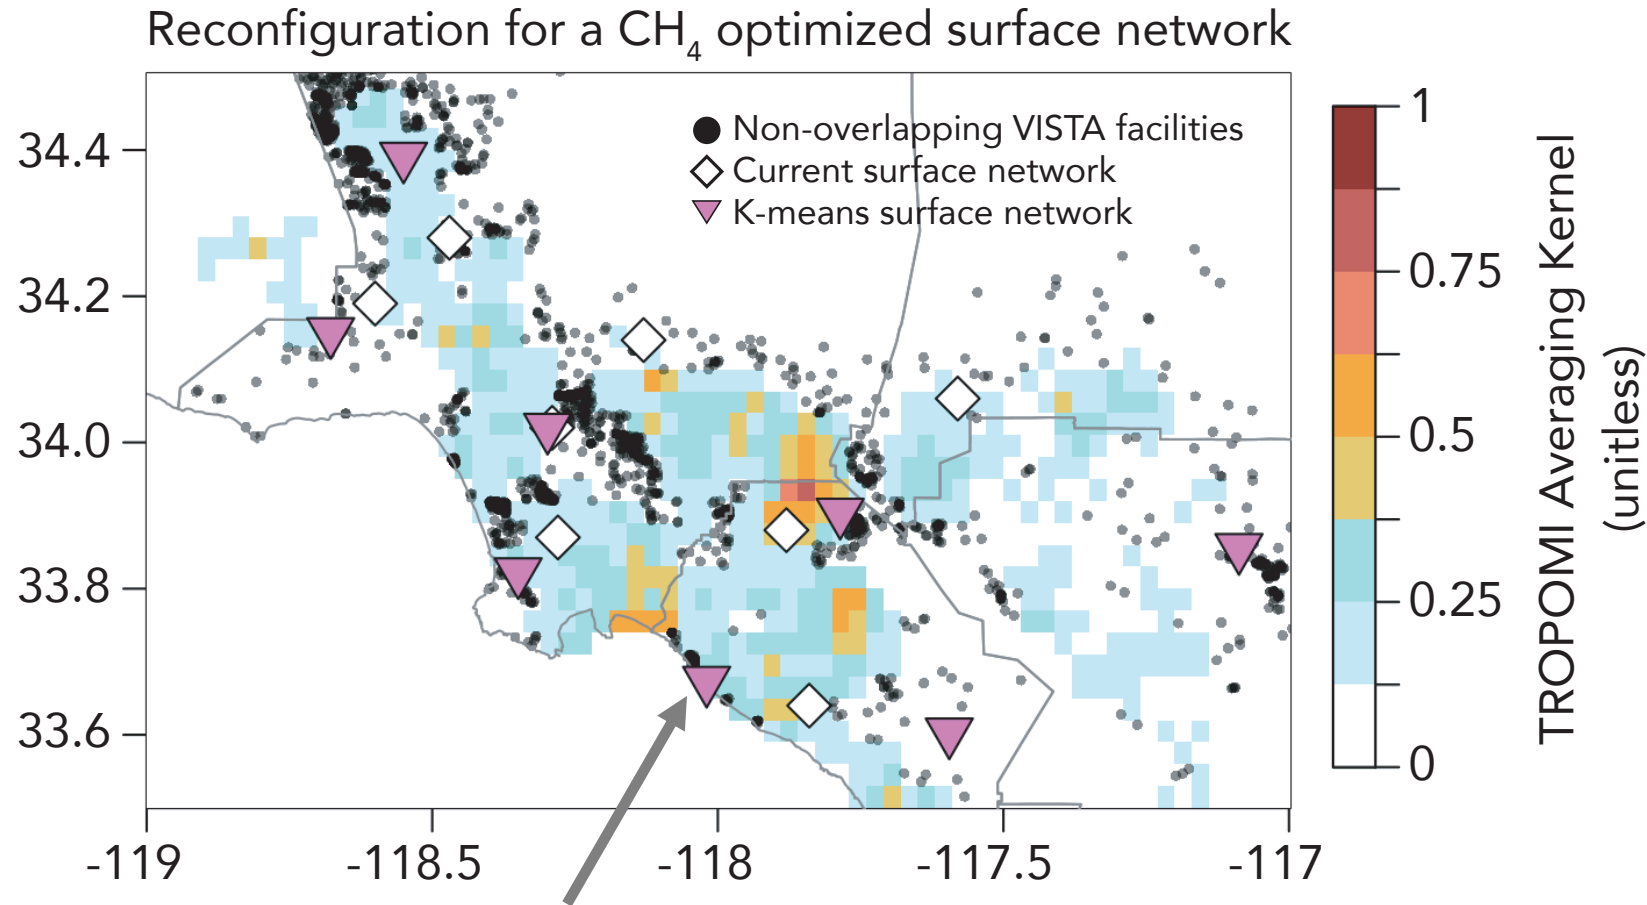 Reconfiguration for a CH₄ optimized surface network
Non-overlapping VISTA facilities
Current surface network
K-means surface network
34.4
34.2
34.0
33.8
33.6
-119
-118.5
-118
-117.5
-117
1
0.75
0.5
0.25
0
TROPOMI Averaging Kernel
(unitless)